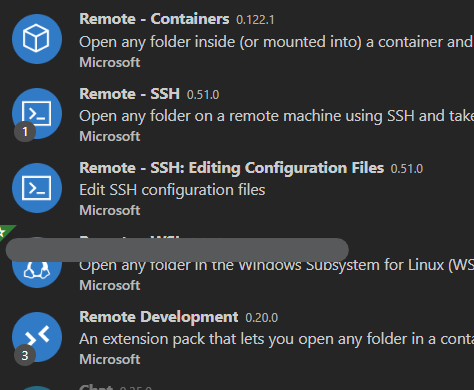 Remote - Containers 0.122.1
Open any folder inside (or mounted into) a container and
Microsoft
Remote - SSH 0.51.0
Open any folder on a remote machine using SSH and take
1
Microsoft
Remote - SSH: Editing Configuration Files 0.51.0
Edit SSH configuration files
Microsoft
Open any folder in the Windows Subsystem for Linux (WS
Microsoft
Remote Development 0.20.0
An extension pack that lets you open any folder in a conta
3
Microsoft